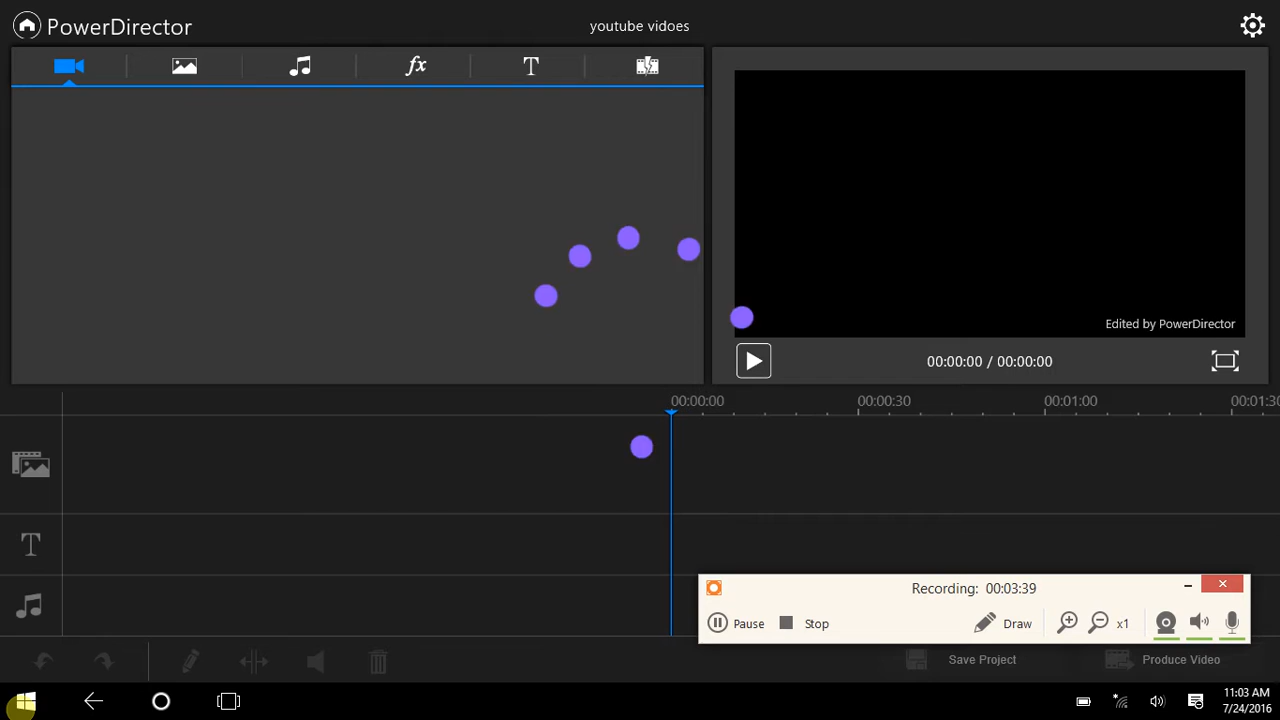 PowerDirector
youtube vidoes
fx
T
Edited by PowerDirector
00:00:00 / 00:00:00
00:00:00
00:00:30
00:01:00
00:01:30
T
Recording: 00:03:39
Pause
Stop
Draw
x1
Save Project
Produce Video
11:03 AM
7/24/2016